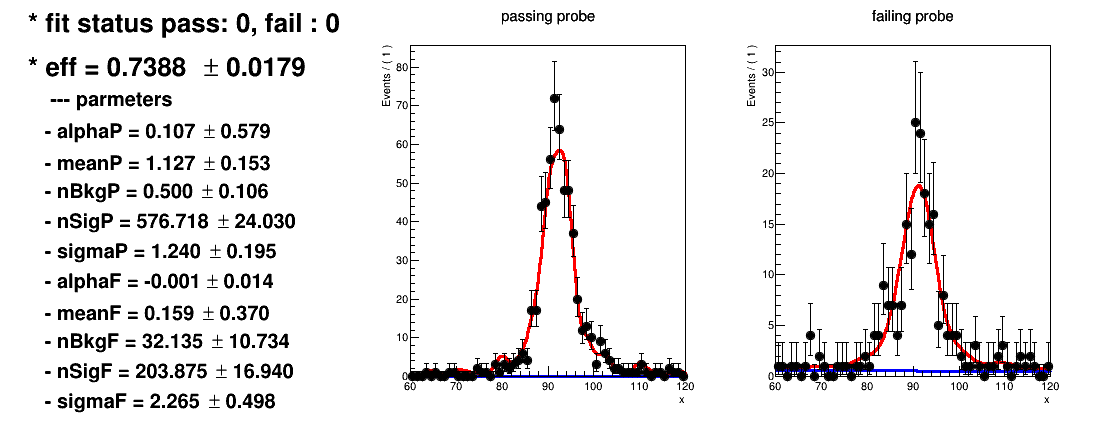 * fit status pass: 0, fail : 0
* eff = 0.7388 ± 0.0179
--- parmeters
- alphaP = 0.107 ± 0.579
- meanP = 1.127 ± 0.153
- nBkgP = 0.500 ± 0.106
- nSigP = 576.718 ± 24.030
- sigmaP = 1.240 ± 0.195
- alphaF = -0.001 ± 0.014
- meanF = 0.159 ± 0.370
- nBkgF = 32.135 ± 10.734
- nSigF = 203.875 ± 16.940
- sigmaF = 2.265 ± 0.498
passing probe
Events / ( 1 )
80
70
60
50
40
30
20
10
0
60 70 80 90 100 110 120
x
failing probe
Events / ( 1 )
30
25
20
15
10
5
0
60 70 80 90 100 110 120
x